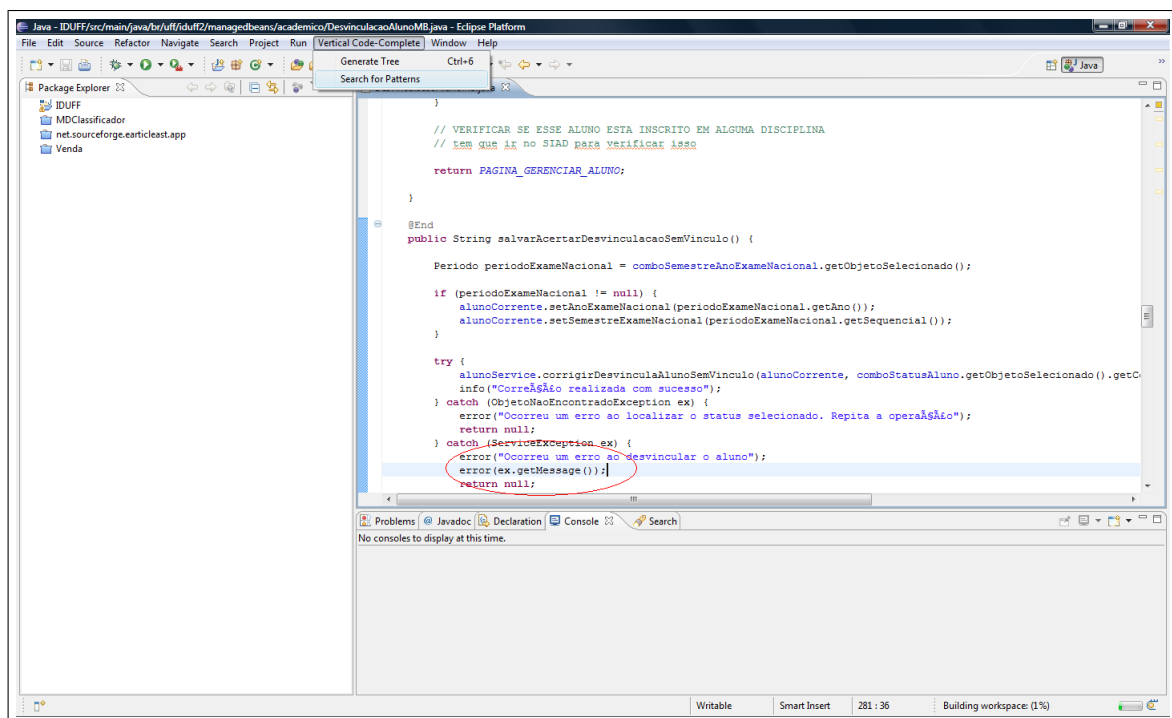 Java - IDUFF/src/main/java/br/uff/iduff2/managedbeans/academico/DesvinculacaoAlunoMB.java - Eclipse Platform
File Edit Source Refactor Navigate Search Project Run Vertical Code-Complete Window Help
Generate Tree Ctrl+6
Search for Patterns
Java
Package Explorer
IDUFF
MDClassificador
net.sourceforge.earticleast.app
Venda
}
// VERIFICAR SE ESSE ALUNO ESTA INSCRITO EM ALGUMA DISCIPLINA
// tem que ir no SIAD para verificar isso
return PAGINA_GERENCIAR_ALUNO;
}
@End
public String salvarAcertarDesvinculacaoSemVinculo() {
Periodo periodoExameNacional = comboSemestreAnoExameNacional.getObjetoSelecionado();
if (periodoExameNacional != null) {
alunoCorrente.setAnoExameNacional(periodoExameNacional.getAno());
alunoCorrente.setSemestreExameNacional(periodoExameNacional.getSequencial());
}
try {
alunoService.corrigirDesvinculaAlunoSemVinculo(alunoCorrente, comboStatusAluno.getObjetoSelecionado().getC
info("CorreÃ§Ã£o realizada com sucesso");
} catch (ObjetoNaoEncontradoException ex) {
error("Ocorreu um erro ao localizar o status selecionado. Repita a operaÃ§Ã£o");
return null;
} catch (ServiceException ex) {
error("Ocorreu um erro ao desvincular o aluno");
error(ex.getMessage());
return null;
Problems Javadoc Declaration Console Search
No consoles to display at this time.
Writable Smart Insert 281 : 36 Building workspace: (1%)